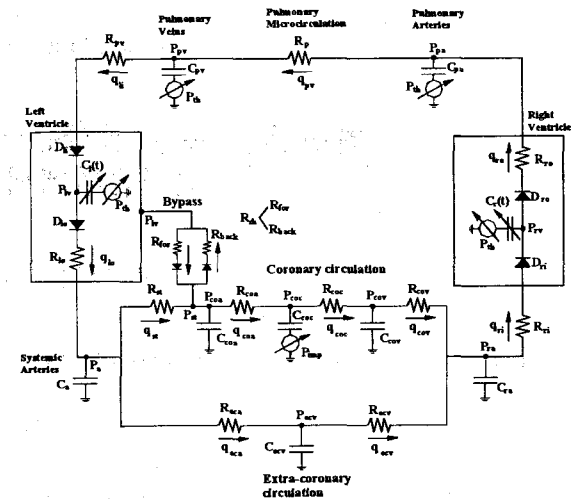 Pulmonary
Veins
Pulmonary
Microcirculation
Pulmonary
Arteries
R_pv
P_pv
R_p
P_pa
q_li
C_pv
P_th
q_pv
C_pa
P_th
Left
Ventricle
Right
Ventricle
D_li
C_l(t)
P_lv
P_th
D_lo
R_lo
q_lo
Bypass
P_lv
R_for
R_back
R_sh
R_for
R_back
q_ro
R_ro
D_ro
C_r(t)
P_th
P_rv
D_ri
q_ri
R_ri
Coronary circulation
R_st
P_st
P_coa
R_coa
P_coc
R_coc
P_cov
R_cov
q_st
C_coa
q_coa
C_coc
P_imp
q_coc
C_cov
q_cov
Systemic
Arteries
P_a
C_a
P_ra
C_ra
R_eca
P_ecv
R_ecv
q_eca
C_ecv
q_ecv
Extra-coronary
circulation